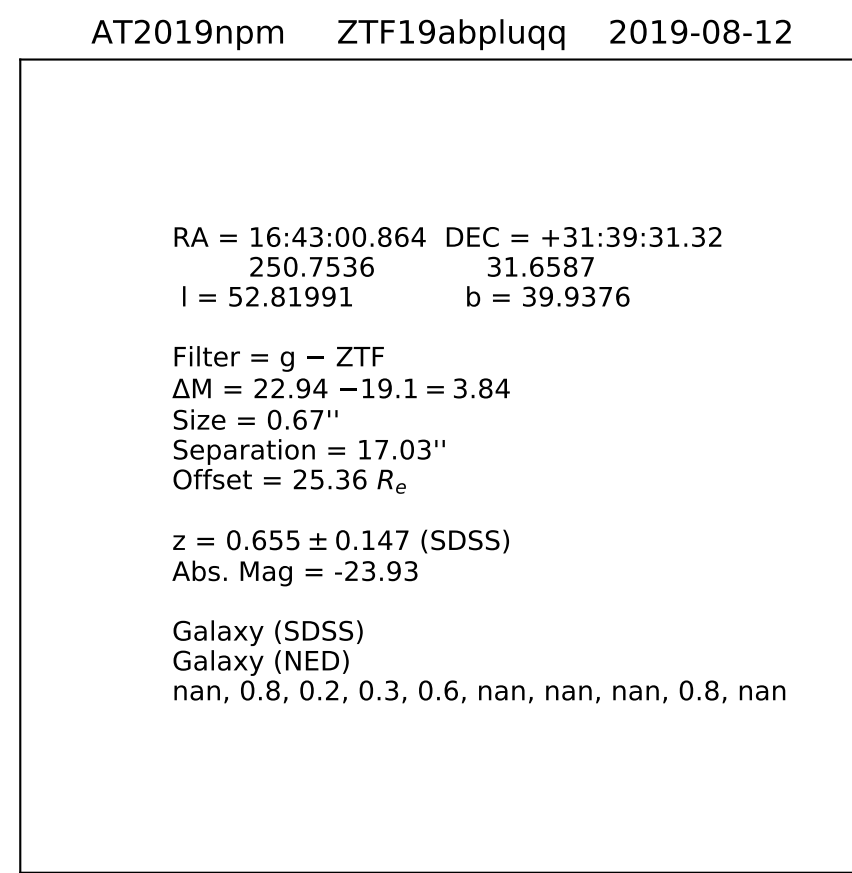 AT2019npm ZTF19abpluqq 2019-08-12
RA = 16:43:00.864 DEC = +31:39:31.32
250.7536 31.6587
l = 52.81991 b = 39.9376
Filter = g − ZTF
ΔM = 22.94 −19.1 = 3.84
Size = 0.67''
Separation = 17.03''
Offset = 25.36 Rₑ
z = 0.655 ± 0.147 (SDSS)
Abs. Mag = -23.93
Galaxy (SDSS)
Galaxy (NED)
nan, 0.8, 0.2, 0.3, 0.6, nan, nan, nan, 0.8, nan